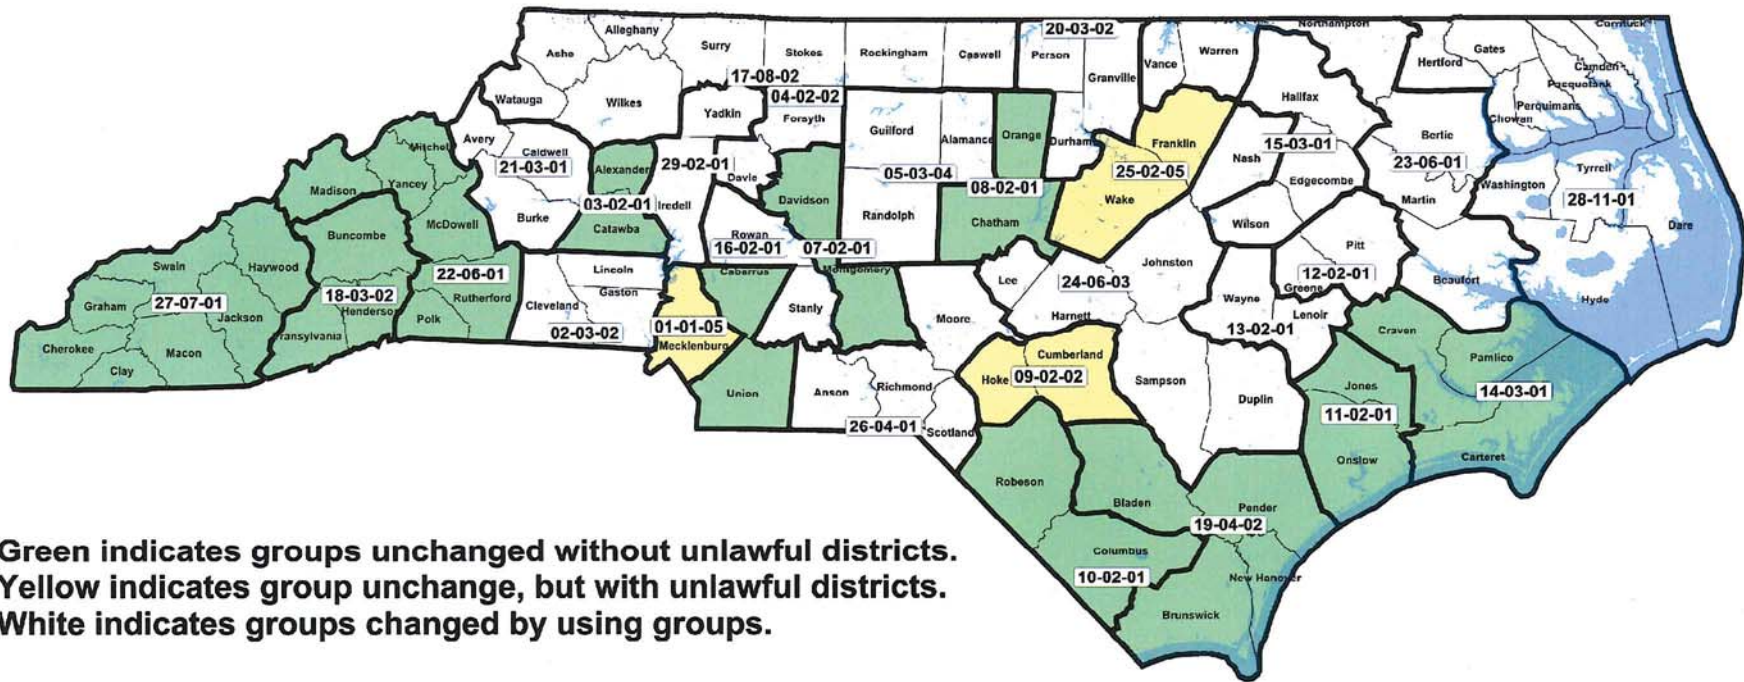 Northampton
Currituck
Alleghany
20-03-02
Ashe
Surry
Stokes
Rockingham
Caswell
Person
Vance
Warren
Gates
Hertford
Camden
Granville
17-08-02
Pasquotank
Watauga
Wilkes
04-02-02
Halifax
Perquimans
Yadkin
Forsyth
Chowan
Guilford
Alamance
Orange
Franklin
Bertie
Avery
Mitchell
Caldwell
Durham
15-03-01
21-03-01
29-02-01
Nash
23-06-01
Alexander
Davie
05-03-04
25-02-05
Tyrrell
Madison
Yancey
08-02-01
Edgecombe
Washington
03-02-01
Iredell
Davidson
Wake
Martin
28-11-01
Burke
Randolph
Chatham
McDowell
Catawba
Wilson
Dare
Buncombe
Rowan
16-02-01
07-02-01
Pitt
Swain
Haywood
Lincoln
Cabarrus
Montgomery
Johnston
12-02-01
22-06-01
Lee
24-06-03
Beaufort
Gaston
Greene
18-03-02
Rutherford
Wayne
Hyde
Graham
27-07-01
Cleveland
Stanly
Henderson
Jackson
Polk
Moore
Harnett
Lenoir
01-01-05
13-02-01
Craven
Transylvania
02-03-02
Mecklenburg
Cherokee
Macon
Cumberland
Pamlico
Clay
Hoke
09-02-02
Sampson
Jones
14-03-01
Union
Anson
Richmond
Duplin
11-02-01
26-04-01
Scotland
Carteret
Onslow
Robeson
Bladen
Pender
19-04-02
Columbus
10-02-01
New Hanover
Brunswick
Green indicates groups unchanged without unlawful districts.
Yellow indicates group unchange, but with unlawful districts.
White indicates groups changed by using groups.